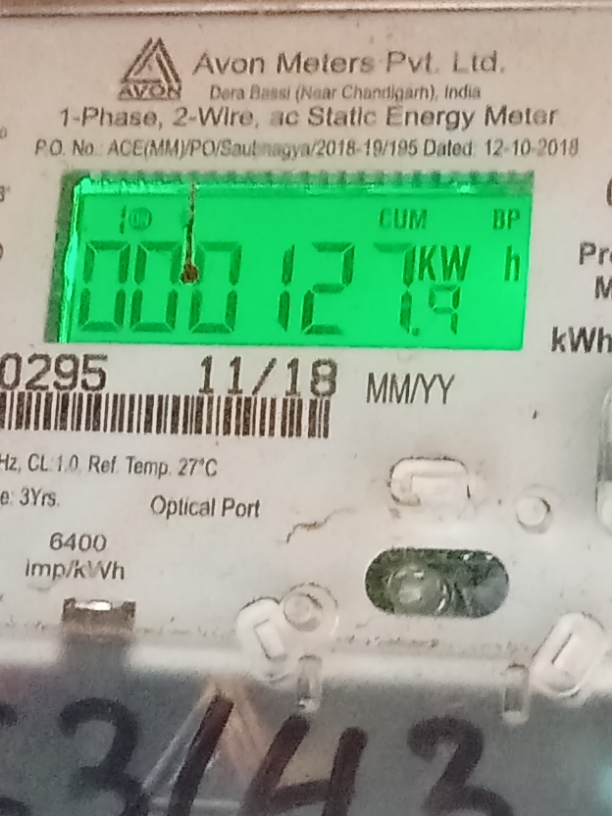 Avon Meters Pvt. Ltd.
AVON
Dera Bassi (Near Chandigarh), India
1-Phase, 2-Wire, ac Static Energy Meter
P.O. No.: ACE(MM)/PO/Saubhagya/2018-19/195 Dated: 12-10-2018
CUM BP
000127.9 KW h
kWh
0295 11/18 MM/YY
Hz, CL 1.0 Ref. Temp. 27°C
e: 3Yrs. Optical Port
6400
imp/kWh
3143